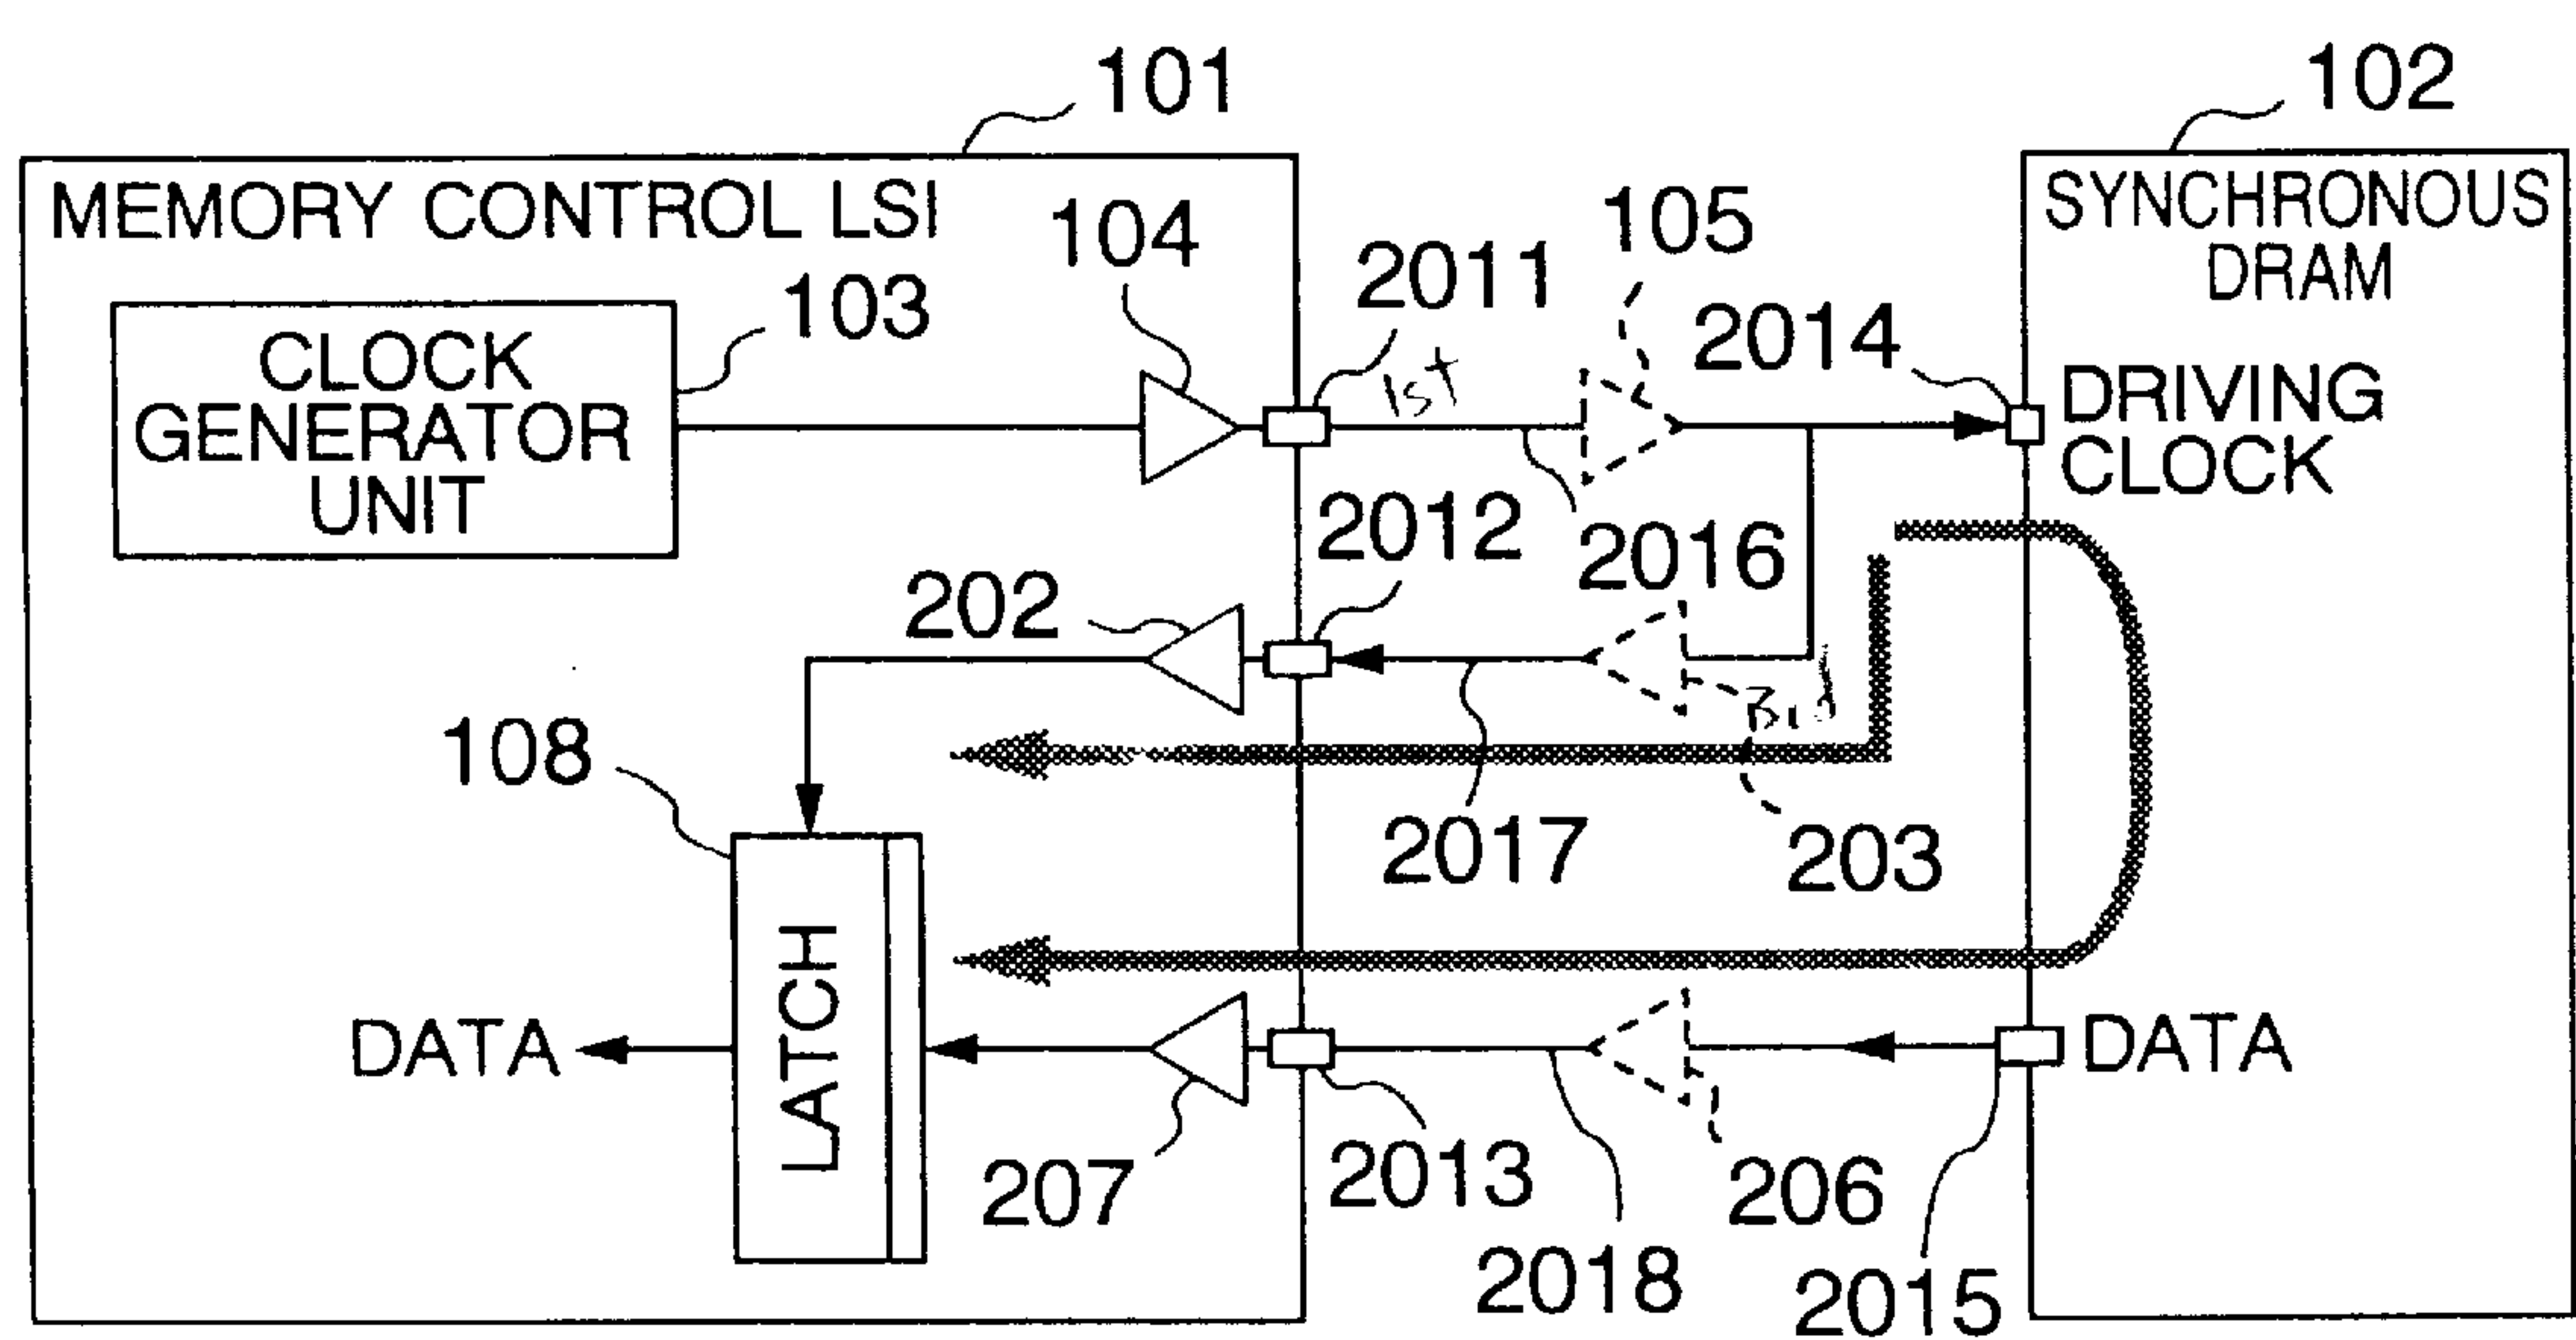 101
102
MEMORY CONTROL LSI
SYNCHRONOUS
DRAM
104
105
2011
103
2014
CLOCK
GENERATOR
UNIT
1st
DRIVING
CLOCK
2012
2016
202
108
2017
203
LATCH
DATA
DATA
207
2013
206
2018
2015